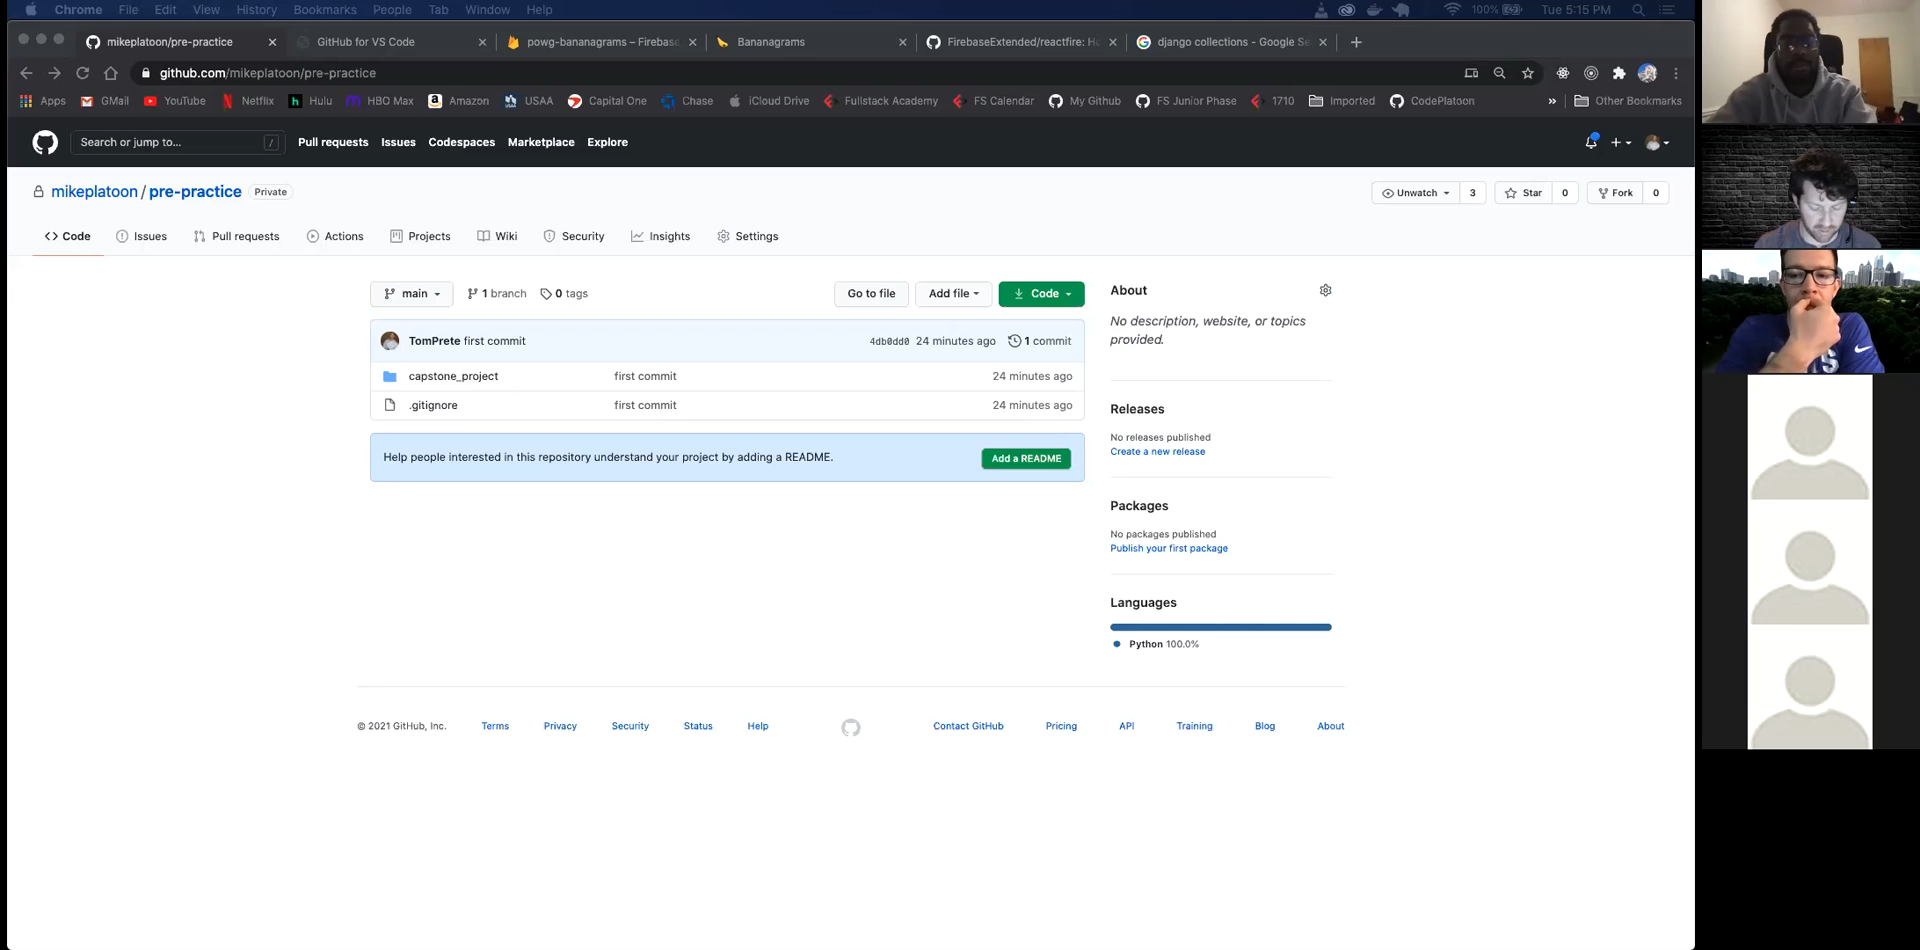 Chrome File Edit View History Bookmarks People Tab Window Help 100% Tue 5:15 PM
mikeplatoon/pre-practice GitHub for VS Code powg-bananagrams – Firebase Bananagrams FirebaseExtended/reactfire: Ho django collections - Google Se
github.com/mikeplatoon/pre-practice
Apps GMail YouTube Netflix Hulu HBO Max Amazon USAA Capital One Chase iCloud Drive Fullstack Academy FS Calendar My Github FS Junior Phase 1710 Imported CodePlatoon » Other Bookmarks
Search or jump to... / Pull requests Issues Codespaces Marketplace Explore
mikeplatoon / pre-practice Private Unwatch 3 Star 0 Fork 0
Code Issues Pull requests Actions Projects Wiki Security Insights Settings
main 1 branch 0 tags Go to file Add file Code
About
No description, website, or topics
provided.
TomPrete first commit 4db0dd0 24 minutes ago 1 commit
capstone_project first commit 24 minutes ago
.gitignore first commit 24 minutes ago
Help people interested in this repository understand your project by adding a README. Add a README
Releases
No releases published
Create a new release
Packages
No packages published
Publish your first package
Languages
Python 100.0%
© 2021 GitHub, Inc. Terms Privacy Security Status Help Contact GitHub Pricing API Training Blog About